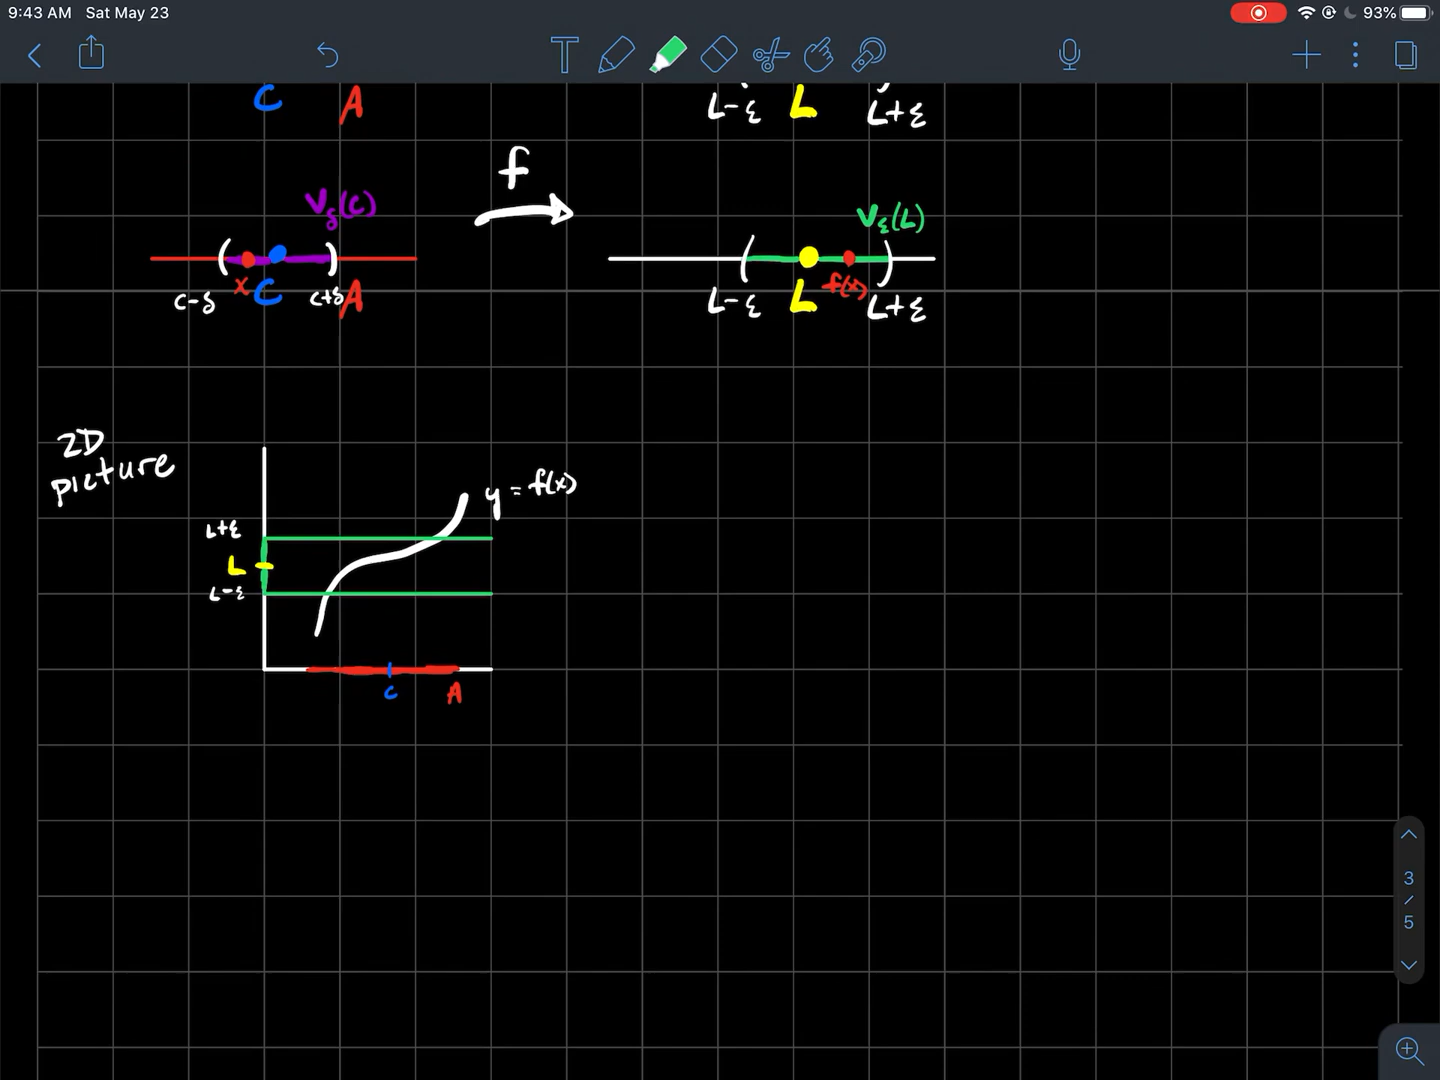 9:43 AM Sat May 23
93%
T
C A
L-ε L L+ε
f
V_δ(C)
V_ε(L)
( )
( )
x
f(x)
C-δ C C+δ A
L-ε L L+ε
2D
picture
y = f(x)
L+ε
L
L-ε
C A
3
/
5